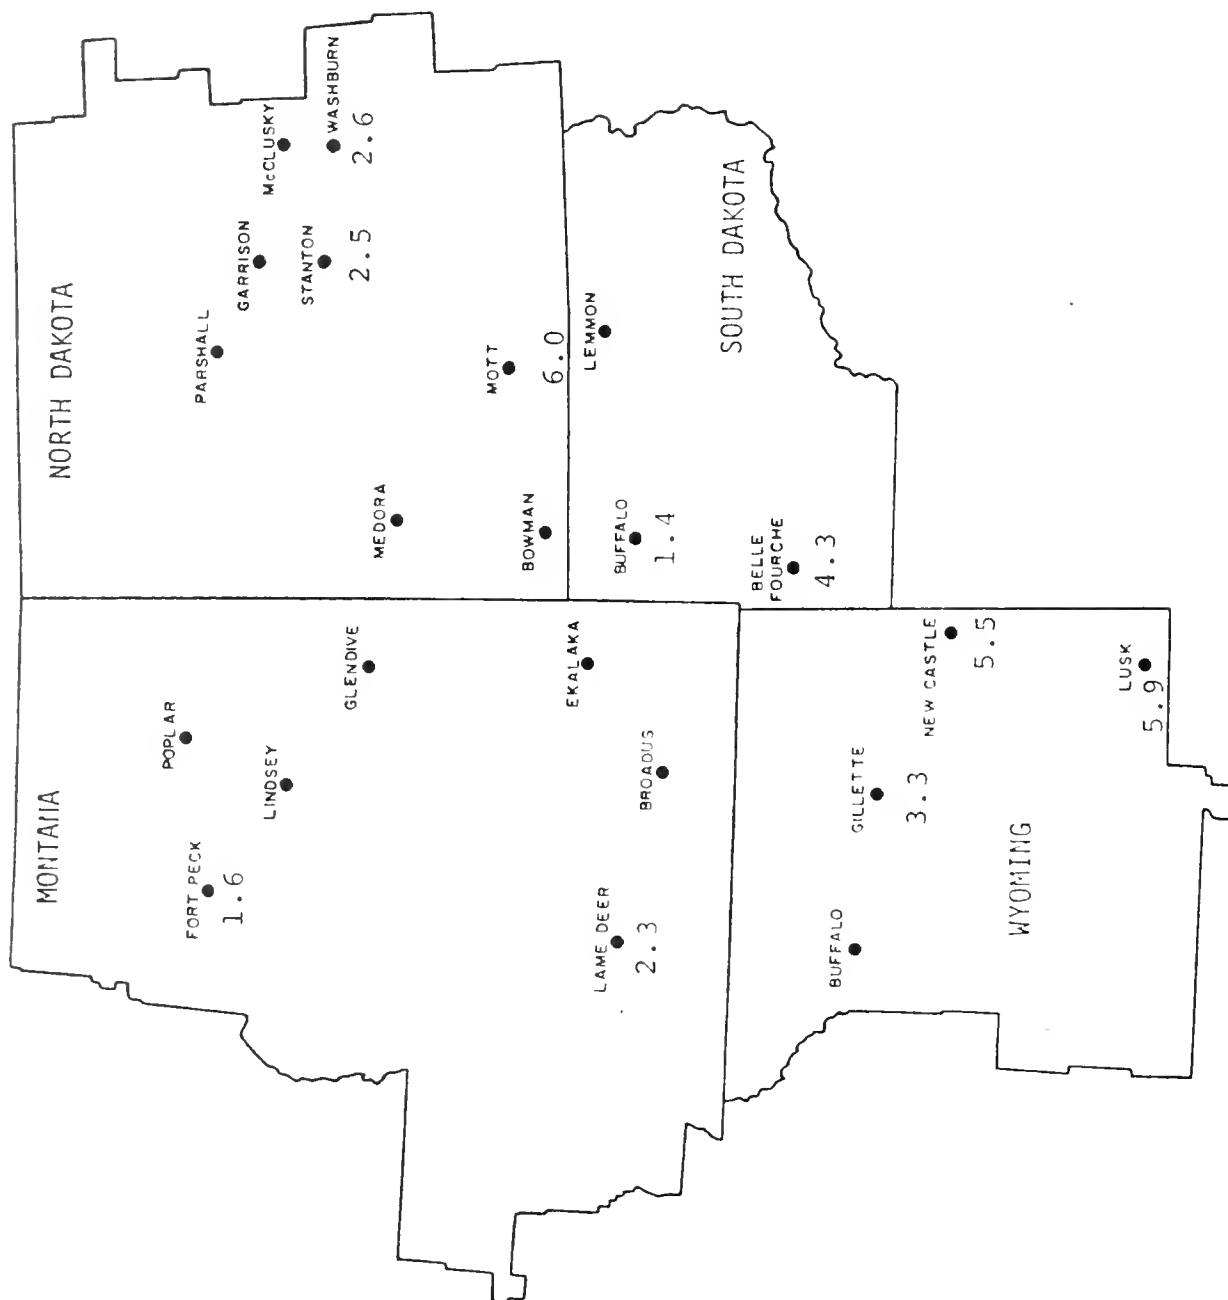 MONTANA
NORTH DAKOTA
POPLAR
FORT PECK
1.6
LINDSEY
GLENDIVE
PARSHALL
GARRISON
McCLUSKY
STANTON
2.5
WASHBURN
2.6
MEDORA
MOTT
6.0
BOWMAN
EKALAKA
BROADUS
LAME DEER
2.3
LEMMON
BUFFALO
1.4
SOUTH DAKOTA
BELLE
FOURCHE
4.3
BUFFALO
GILLETTE
3.3
NEW CASTLE
5.5
WYOMING
LUSK
5.9